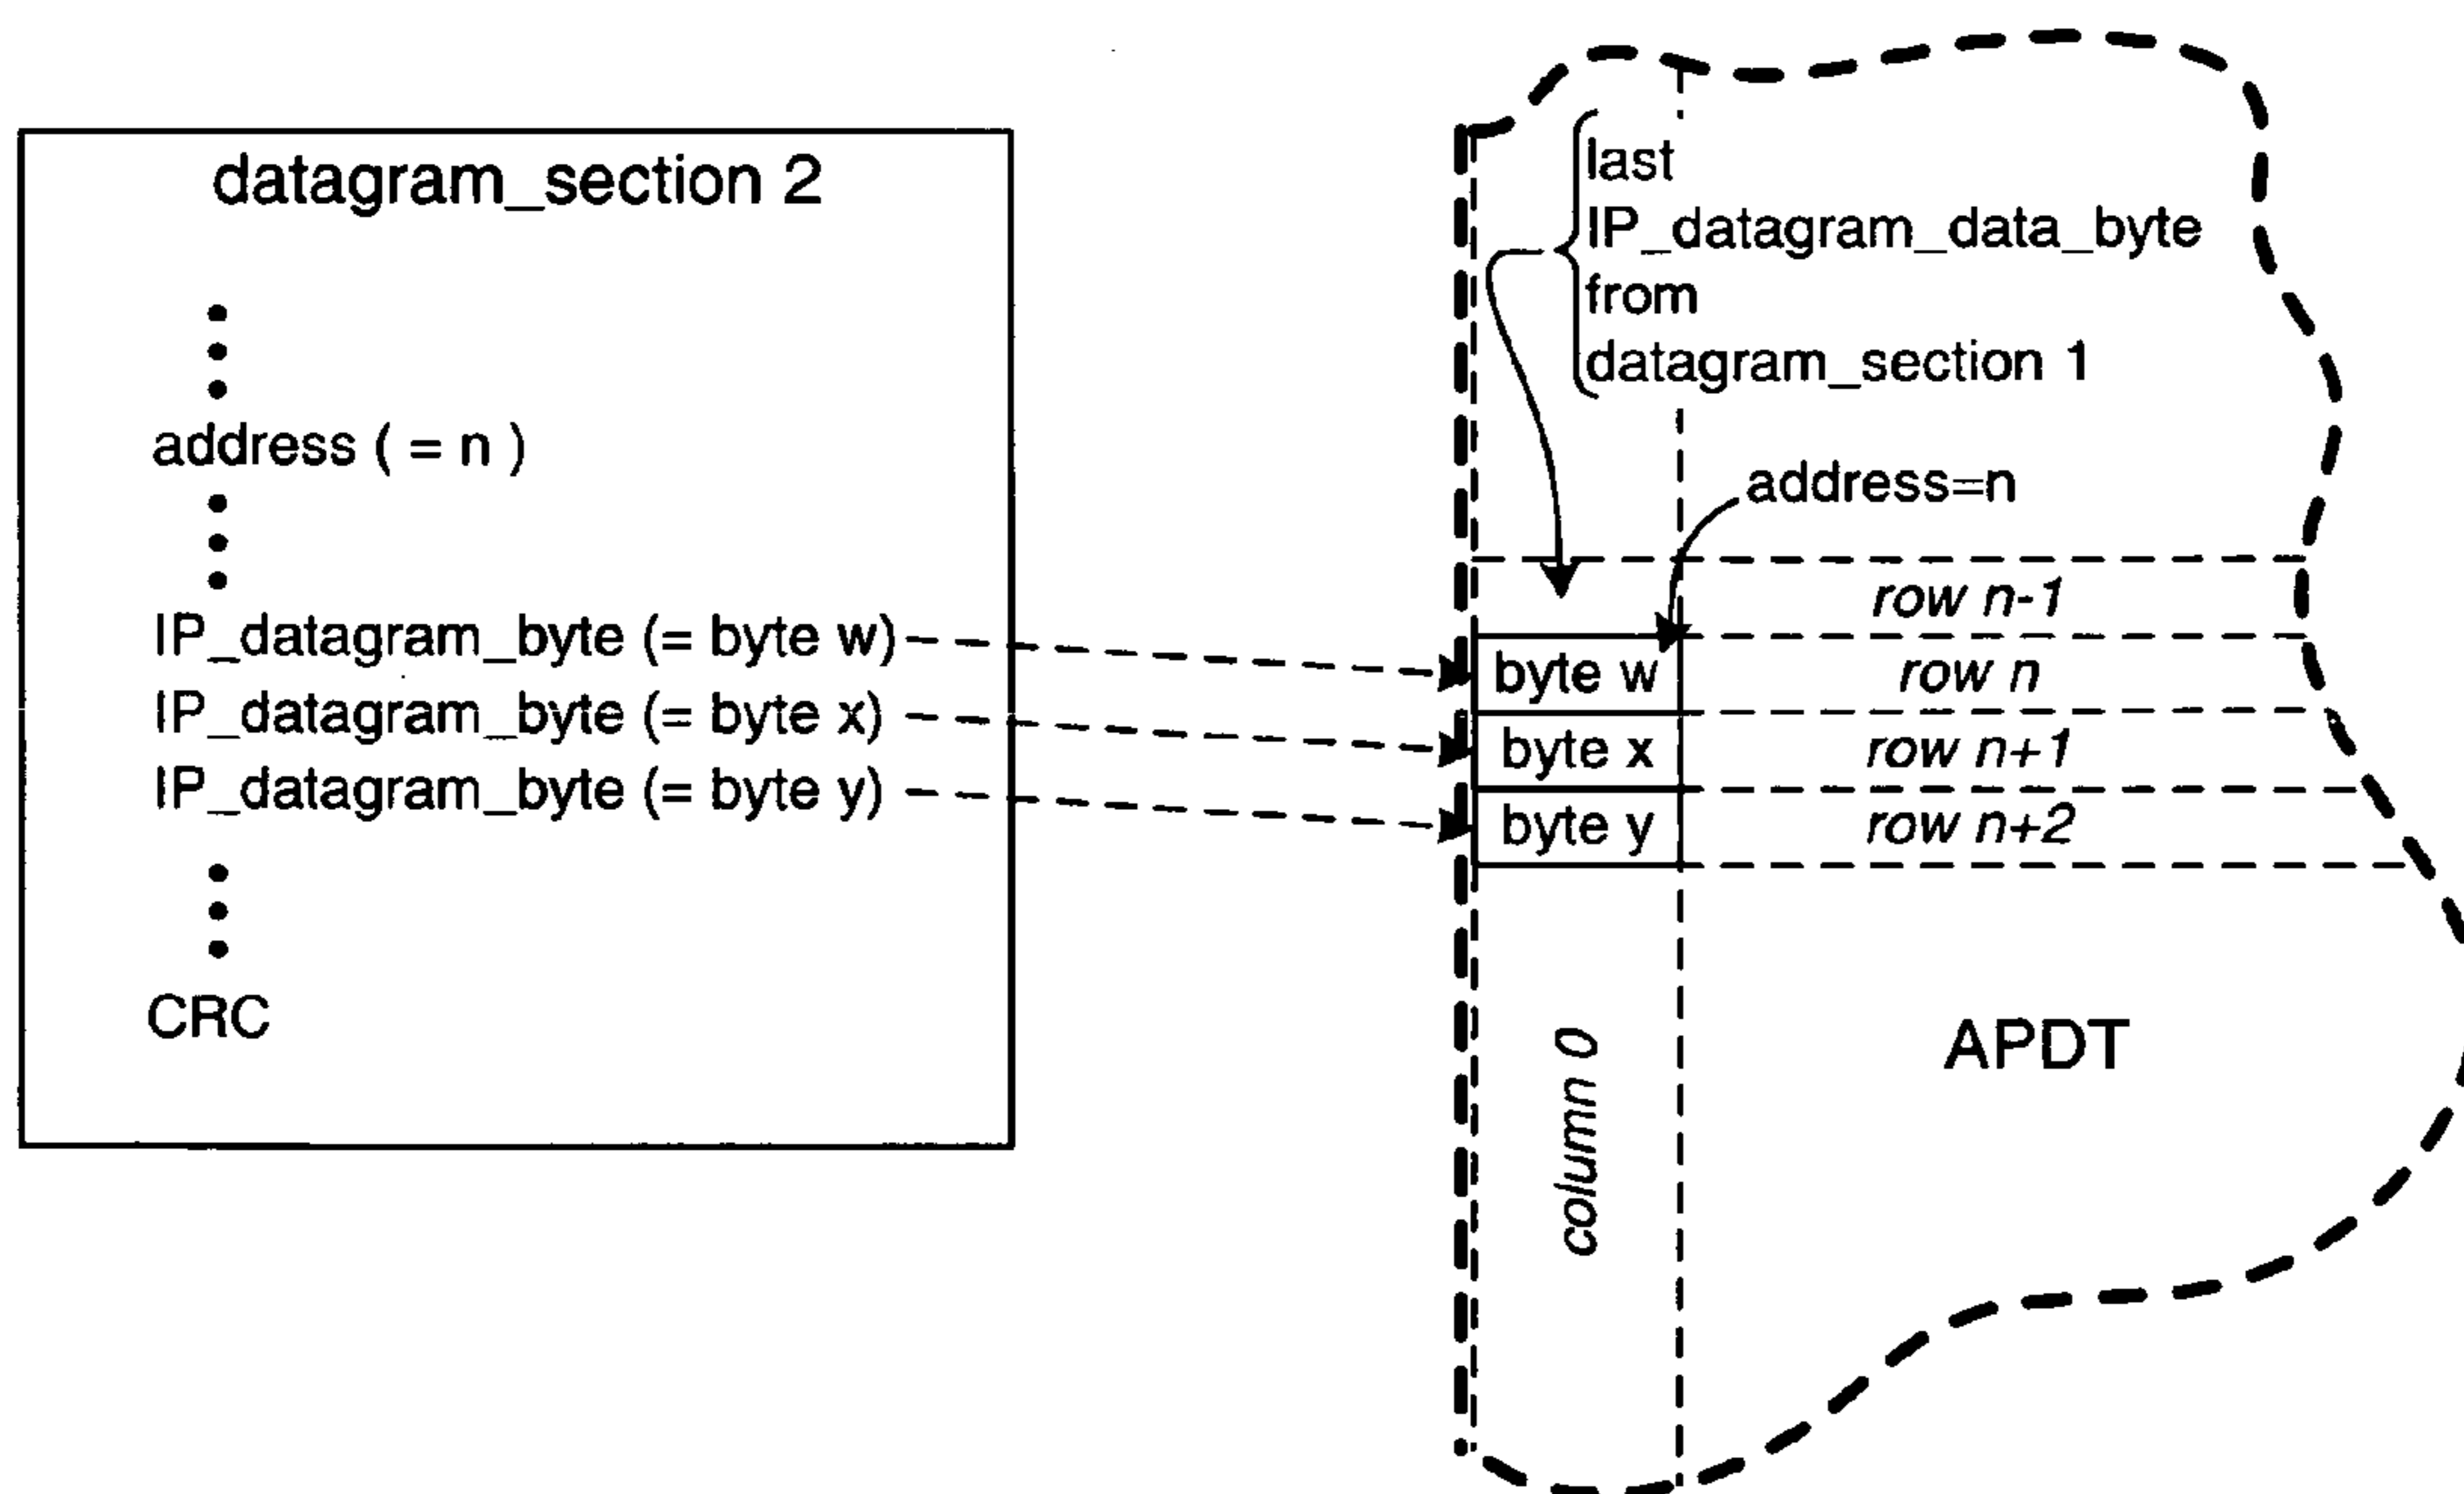 datagram_section 2
address ( = n )
IP_datagram_byte (= byte w)
IP_datagram_byte (= byte x)
IP_datagram_byte (= byte y)
CRC
last
IP_datagram_data_byte
from
datagram_section 1
address=n
row n-1
byte w row n
byte x row n+1
byte y row n+2
column 0
APDT